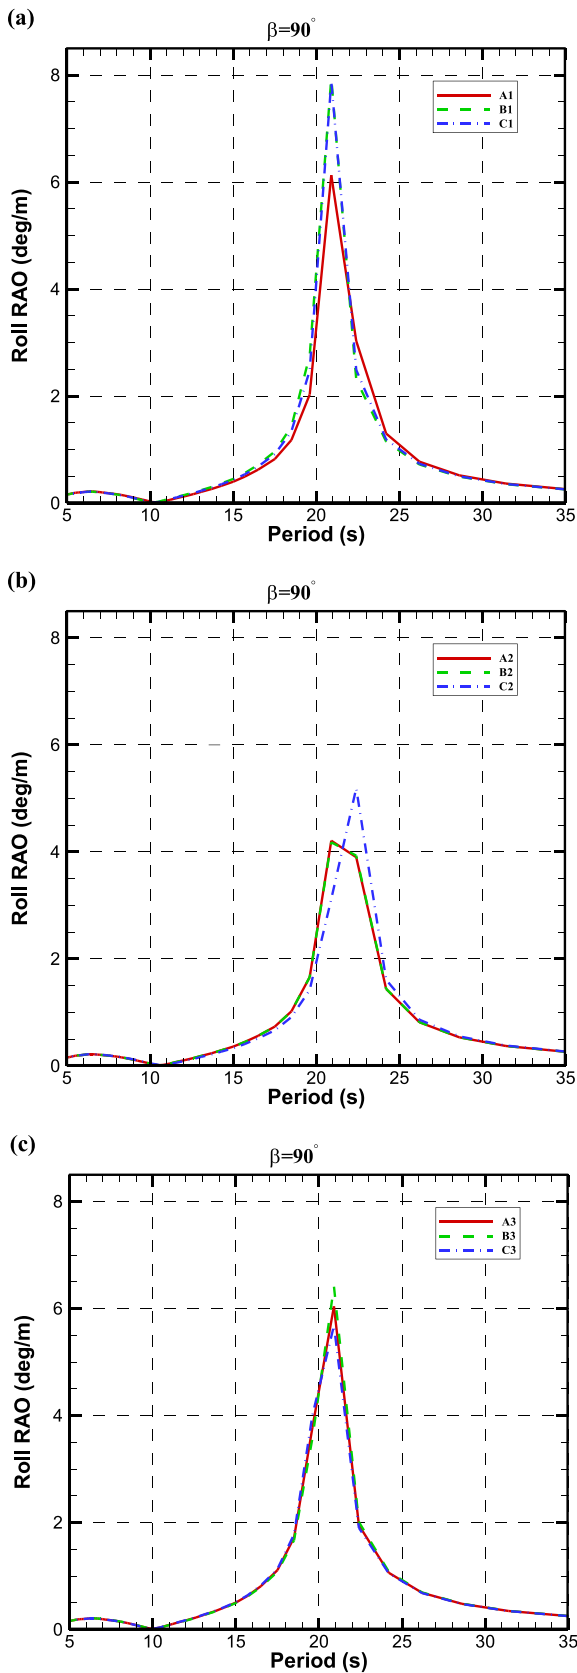 (a)
β=90°
Roll RAO (deg/m)
8
6
4
2
0
A1
B1
C1
5 10 15 20 25 30 35
Period (s)
(b)
β=90°
Roll RAO (deg/m)
8
6
4
2
0
A2
B2
C2
5 10 15 20 25 30 35
Period (s)
(c)
β=90°
Roll RAO (deg/m)
8
6
4
2
0
A3
B3
C3
5 10 15 20 25 30 35
Period (s)